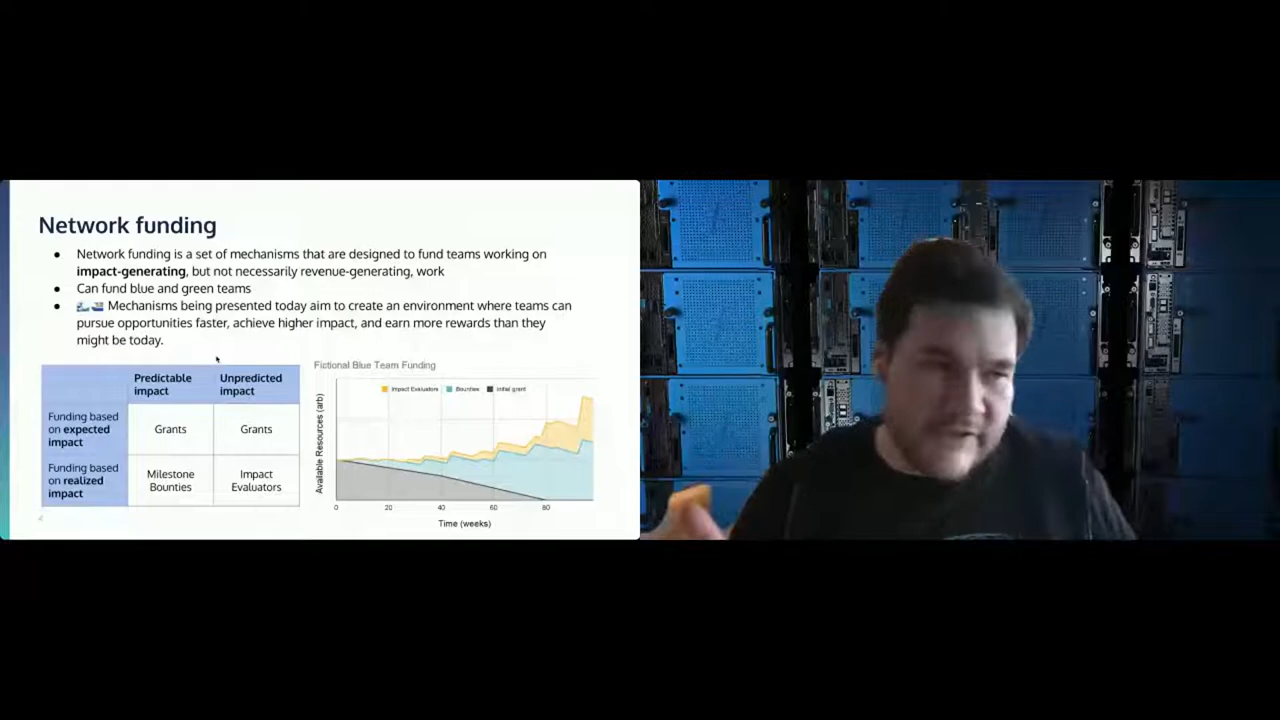 Network funding
● Network funding is a set of mechanisms that are designed to fund teams working on
impact-generating, but not necessarily revenue-generating, work
● Can fund blue and green teams
● Mechanisms being presented today aim to create an environment where teams can
pursue opportunities faster, achieve higher impact, and earn more rewards than they
might be today.
Predictable
impact
Unpredicted
impact
Funding based
on expected
impact
Grants
Grants
Funding based
on realized
impact
Milestone
Bounties
Impact
Evaluators
Fictional Blue Team Funding
Impact Evaluators
Bounties
Initial grant
Available Resources (arb)
0 20 40 60 80
Time (weeks)
4